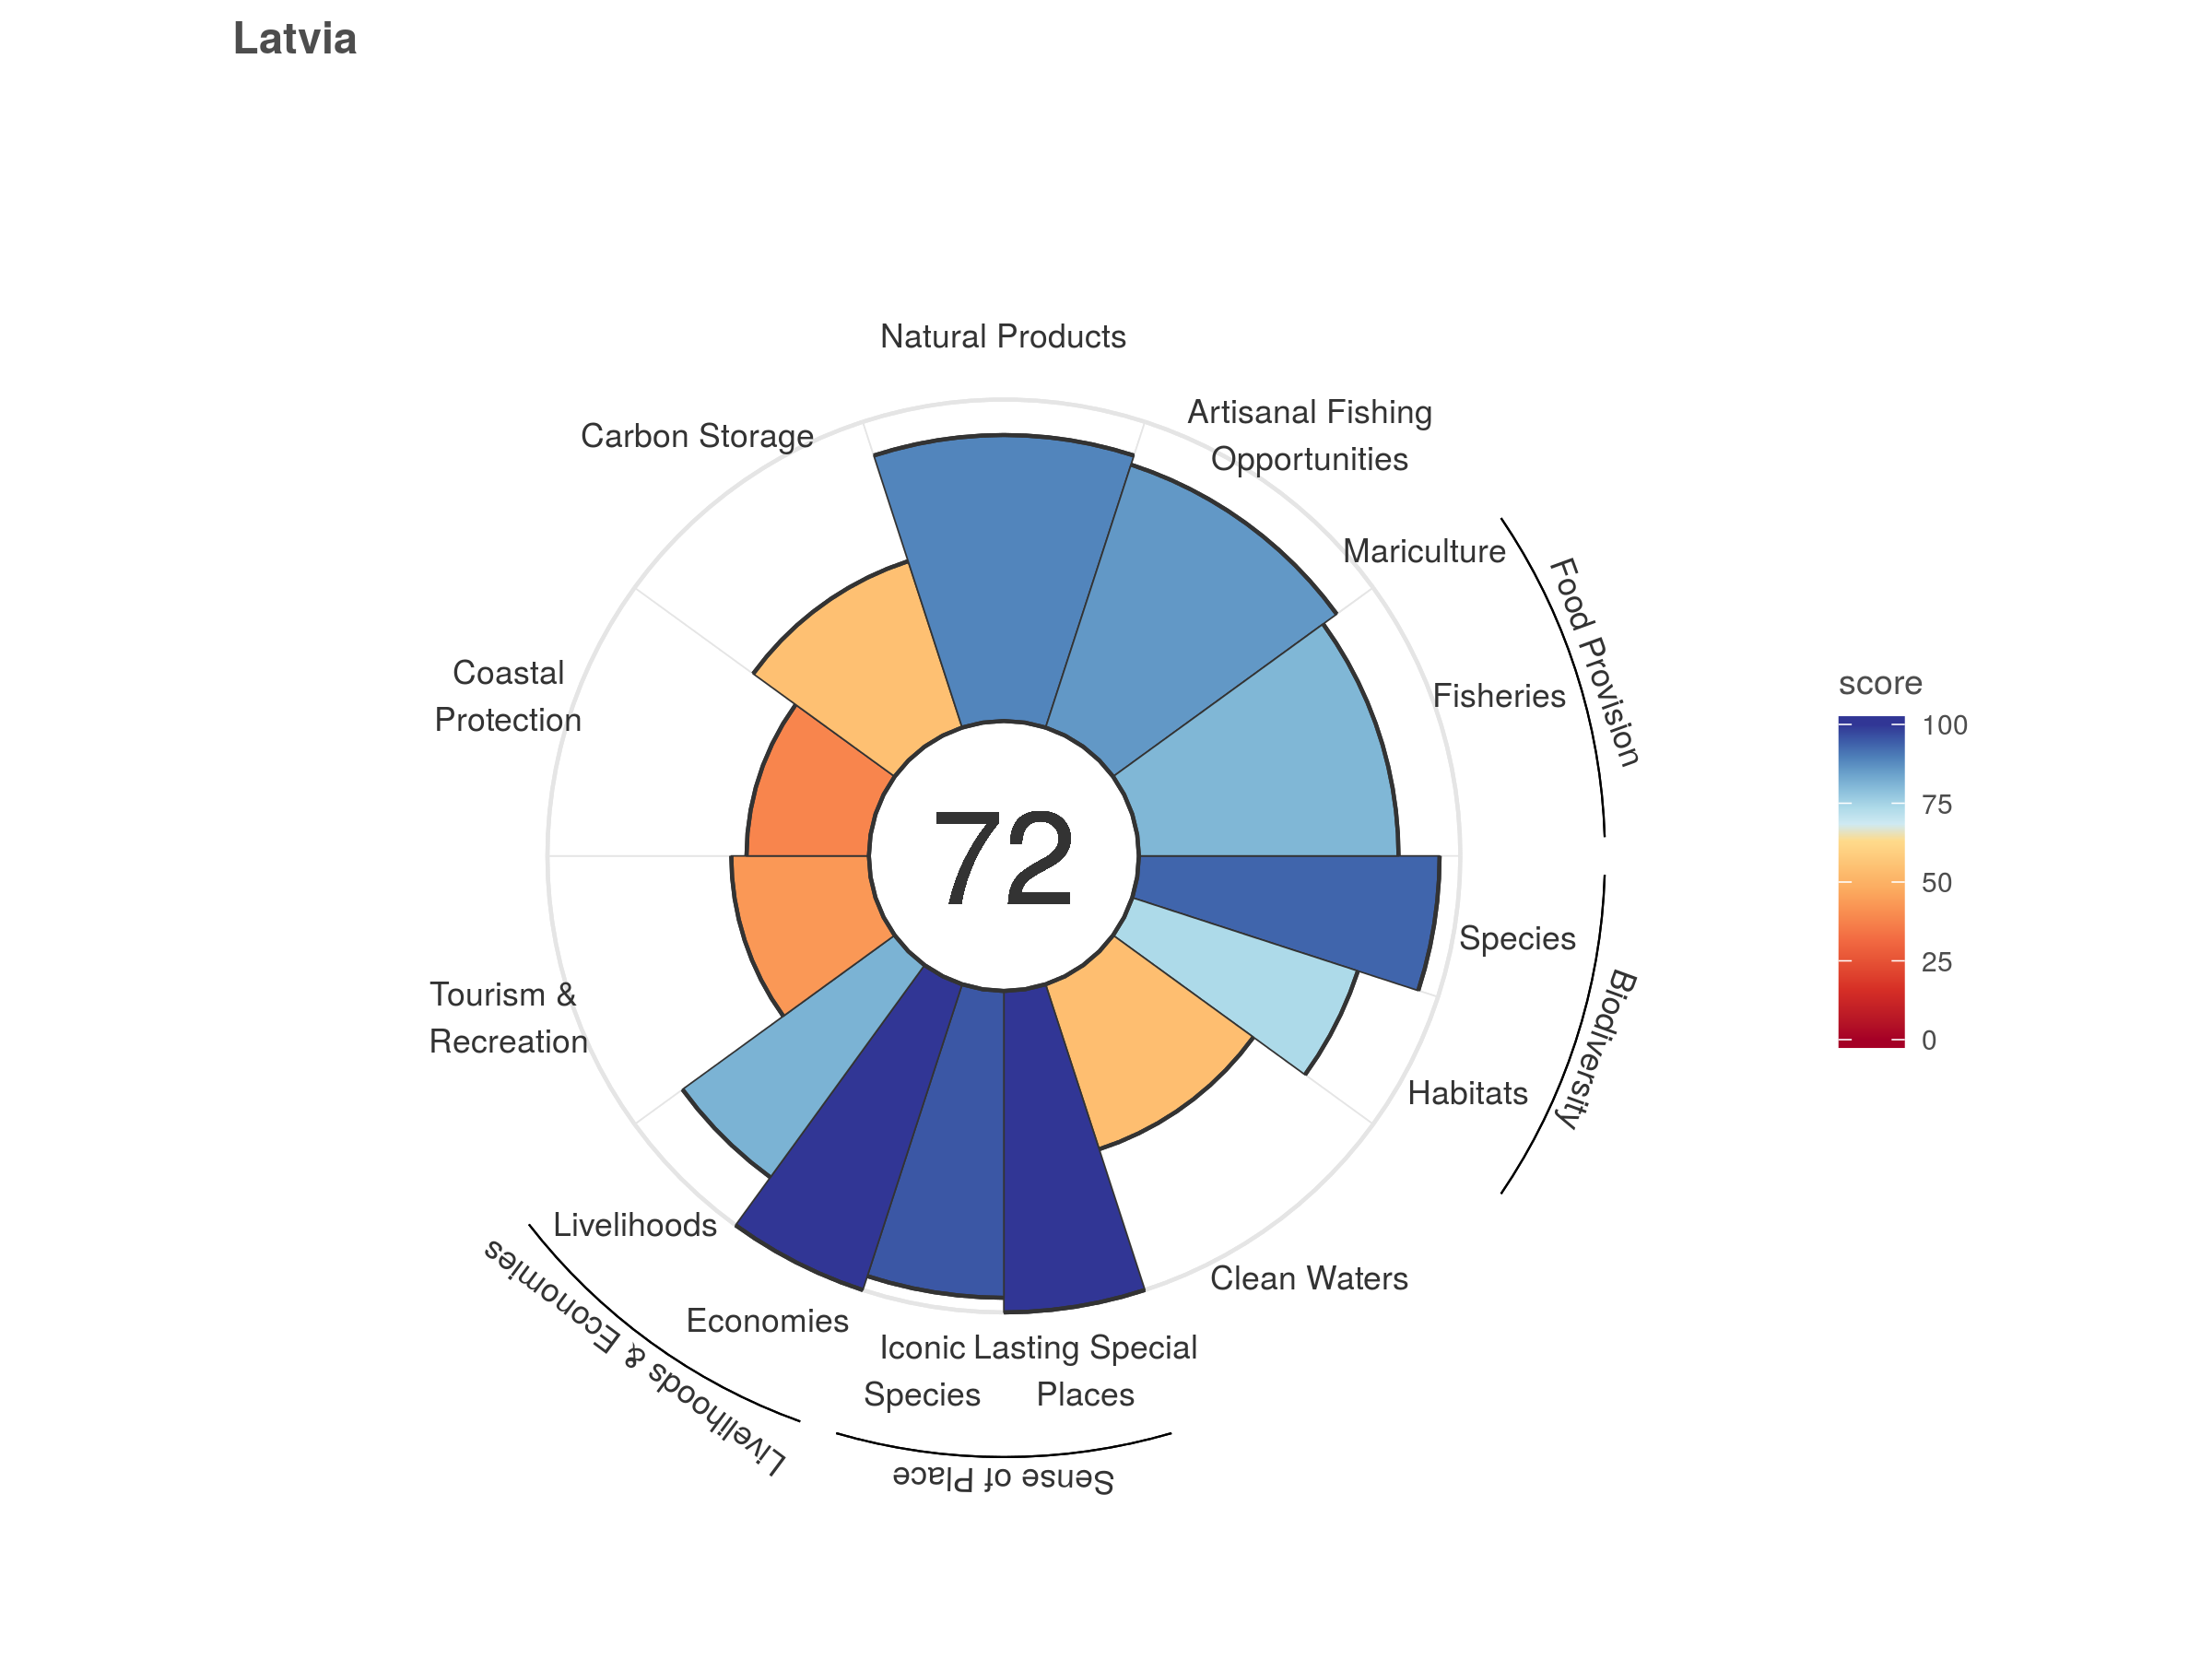 Latvia
Natural Products
Artisanal Fishing
Opportunities
Carbon Storage
Mariculture
Food Provision
Fisheries
Coastal
Protection
score
100
75
50
25
0
72
Species
Biodiversity
Tourism &
Recreation
Habitats
Livelihoods
Livelihoods & Economies
Clean Waters
Economies
Iconic
Species
Lasting Special
Places
Sense of Place